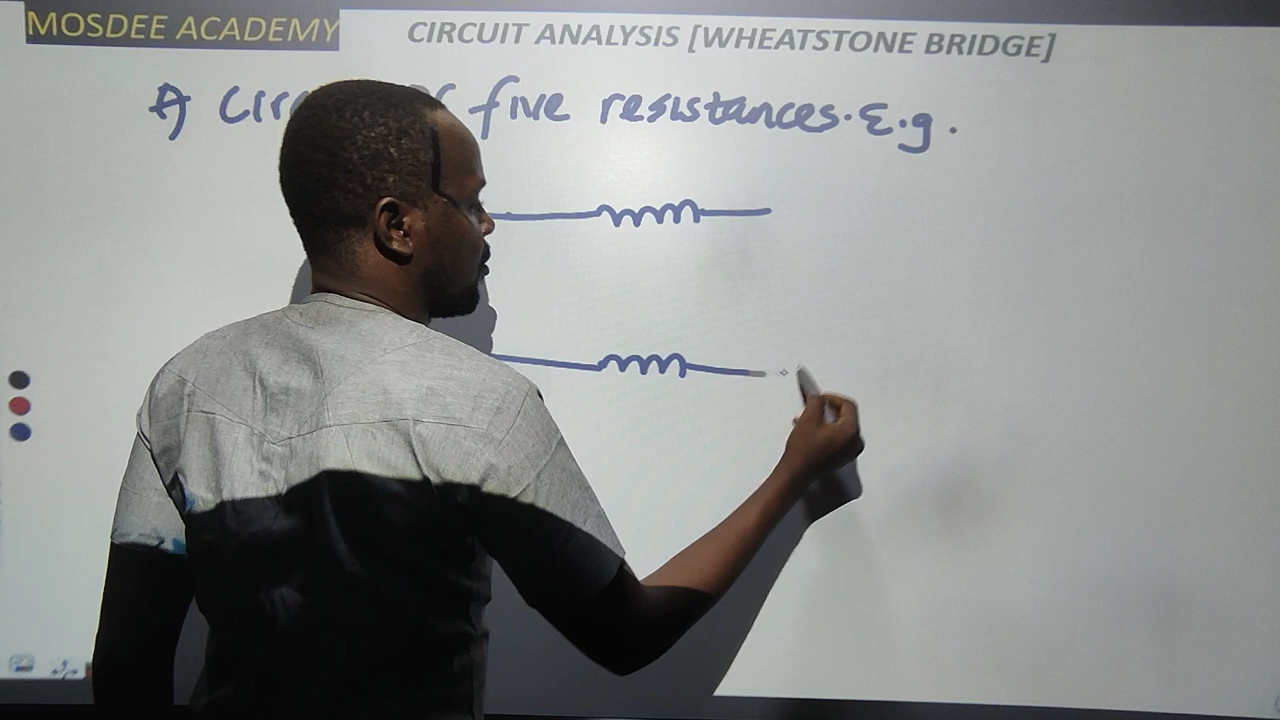 MOSDEE ACADEMY
CIRCUIT ANALYSIS [WHEATSTONE BRIDGE]
A five resistances. E.g.